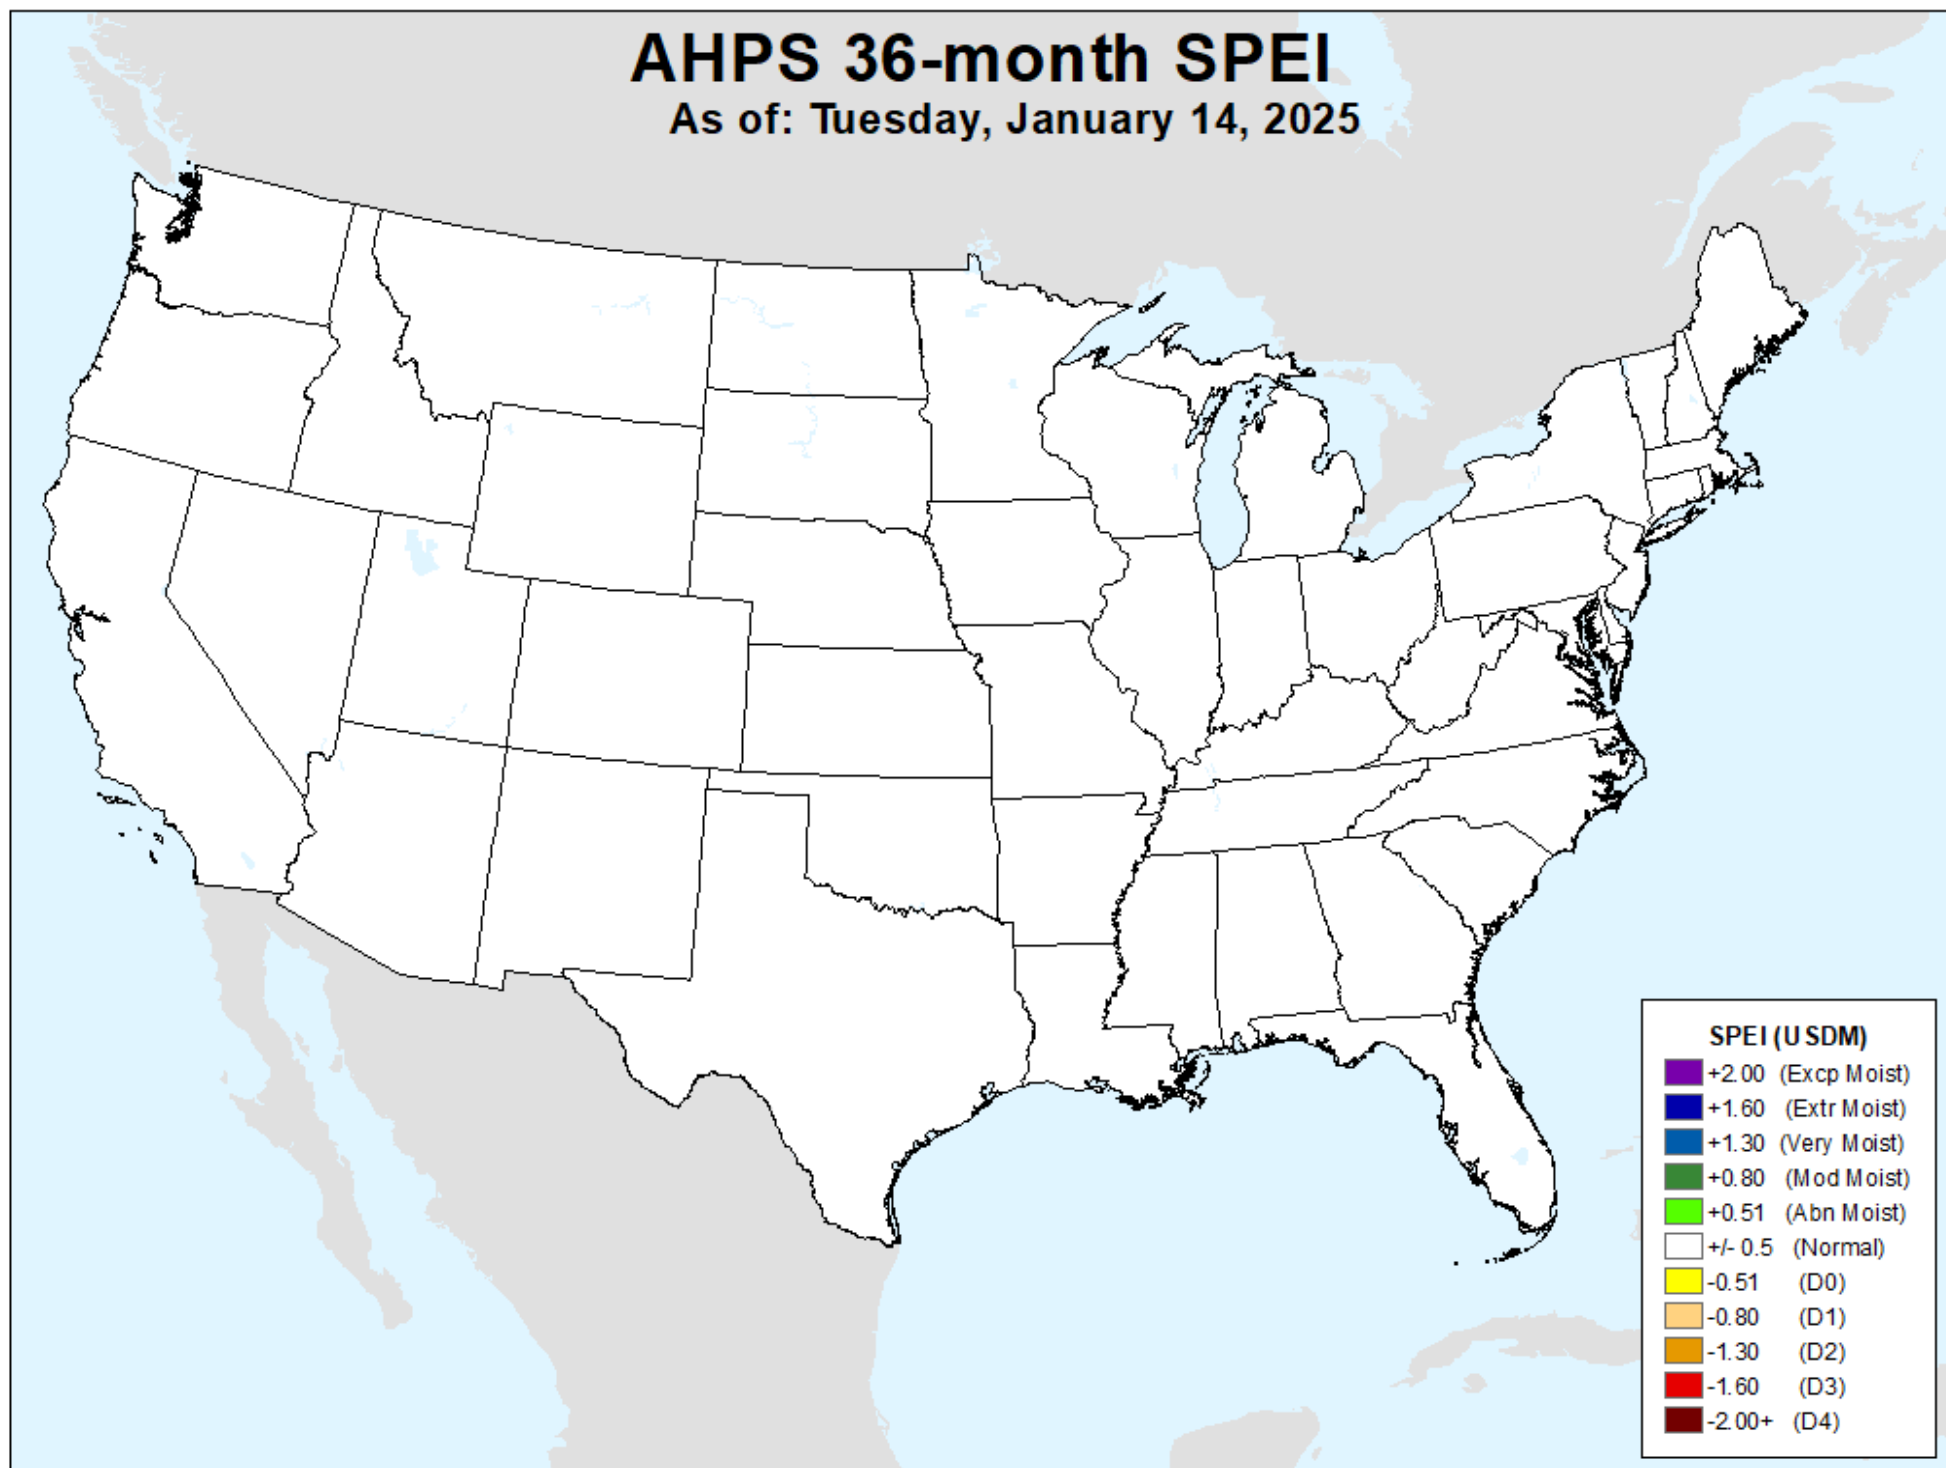 AHPS 36-month SPEI
As of: Tuesday, January 14, 2025
SPEI (USDM)
+2.00 (Excp Moist)
+1.60 (Extr Moist)
+1.30 (Very Moist)
+0.80 (Mod Moist)
+0.51 (Abn Moist)
+/- 0.5 (Normal)
-0.51 (D0)
-0.80 (D1)
-1.30 (D2)
-1.60 (D3)
-2.00+ (D4)